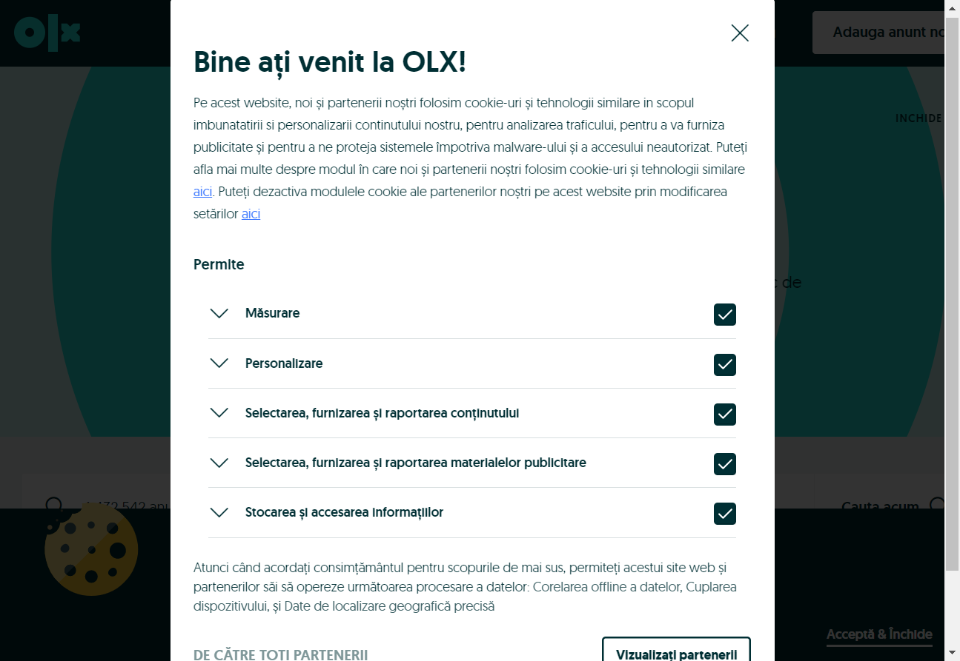 olx
Adauga anunt no
INCHIDE
Bine ați venit la OLX!
Pe acest website, noi și partenerii noștri folosim cookie-uri și tehnologii similare in scopul
imbunatatirii si personalizarii continutului nostru, pentru analizarea traficului, pentru a va furniza
publicitate și pentru a ne proteja sistemele împotriva malware-ului și a accesului neautorizat. Puteți
afla mai multe despre modul în care noi și partenerii noștri folosim cookie-uri și tehnologii similare
aici. Puteți dezactiva modulele cookie ale partenerilor noștri pe acest website prin modificarea
setărilor aici
Permite
de
Măsurare
Personalizare
Selectarea, furnizarea și raportarea conținutului
Selectarea, furnizarea și raportarea materialelor publicitare
Cauta acum
Stocarea și accesarea informațiilor
Atunci când acordați consimțământul pentru scopurile de mai sus, permiteți acestui site web și
partenerilor săi să opereze următoarea procesare a datelor: Corelarea offline a datelor, Cuplarea
dispozitivului, și Date de localizare geografică precisă
Acceptă & Închide
DE CĂTRE TOȚI PARTENERII
Vizualizați partenerii